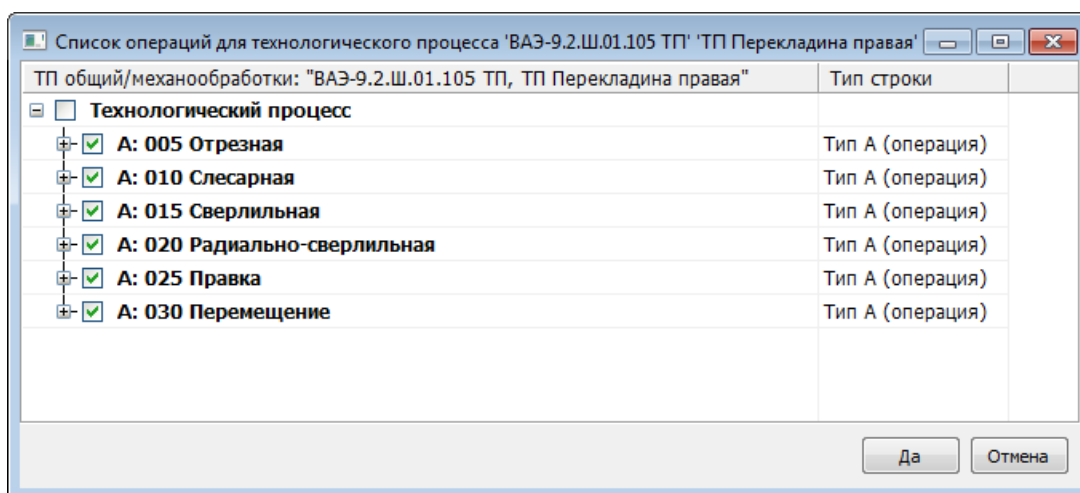 Список операций для технологического процесса 'ВАЭ-9.2.Ш.01.105 ТП' 'ТП Перекладина правая'
ТП общий/механообработки: "ВАЭ-9.2.Ш.01.105 ТП, ТП Перекладина правая" Тип строки
Технологический процесс
А: 005 Отрезная Тип А (операция)
А: 010 Слесарная Тип А (операция)
А: 015 Сверлильная Тип А (операция)
А: 020 Радиально-сверлильная Тип А (операция)
А: 025 Правка Тип А (операция)
А: 030 Перемещение Тип А (операция)
Да Отмена